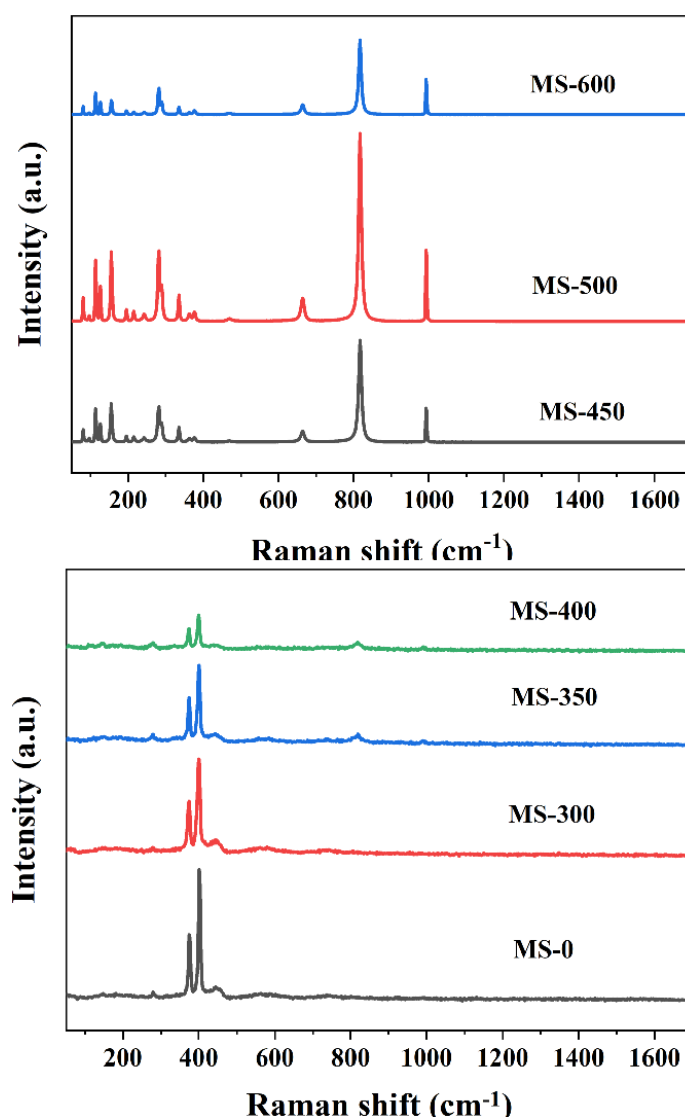 MS-600
MS-500
MS-450
Intensity (a.u.)
200 400 600 800 1000 1200 1400 1600
Raman shift (cm-1)
MS-400
MS-350
MS-300
MS-0
Intensity (a.u.)
200 400 600 800 1000 1200 1400 1600
Raman shift (cm-1)